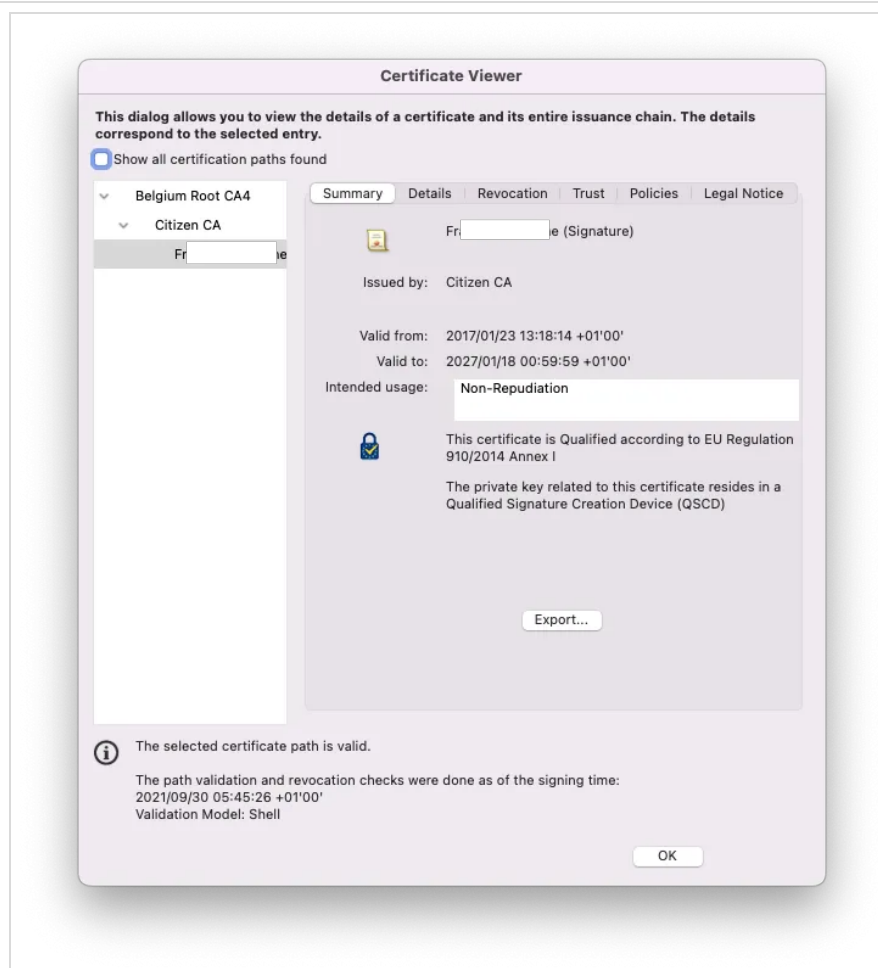 Certificate Viewer
This dialog allows you to view the details of a certificate and its entire issuance chain. The details
correspond to the selected entry.
Show all certification paths found
Belgium Root CA4
Citizen CA
Fr e
Summary Details Revocation Trust Policies Legal Notice
Fr e (Signature)
Issued by: Citizen CA
Valid from: 2017/01/23 13:18:14 +01'00'
Valid to: 2027/01/18 00:59:59 +01'00'
Intended usage: Non-Repudiation
This certificate is Qualified according to EU Regulation
910/2014 Annex I
The private key related to this certificate resides in a
Qualified Signature Creation Device (QSCD)
Export...
The selected certificate path is valid.
The path validation and revocation checks were done as of the signing time:
2021/09/30 05:45:26 +01'00'
Validation Model: Shell
OK